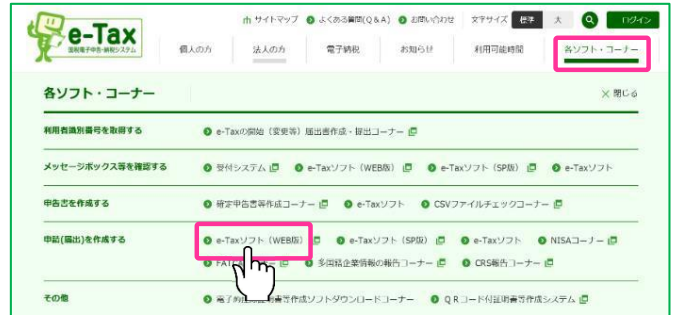 サイトマップ よくある質問(Q&A) お問い合わせ 文字サイズ 標準 大 ログイン
e-Tax
国税電子申告・納税システム
個人の方 法人の方 電子納税 お知らせ 利用可能時間 各ソフト・コーナー
各ソフト・コーナー 閉じる
利用者識別番号を取得する e-Taxの開始(変更等)届出書作成・提出コーナー
メッセージボックス等を確認する 受付システム e-Taxソフト(WEB版) e-Taxソフト(SP版) e-Taxソフト
申告書を作成する 確定申告書等作成コーナー e-Taxソフト CSVファイルチェックコーナー
申請(届出)を作成する e-Taxソフト(WEB版) e-Taxソフト(SP版) e-Taxソフト NISAコーナー
多国籍企業情報の報告コーナー CRS報告コーナー
その他 書等作成ソフトダウンロードコーナー QRコード付証明書等作成システム